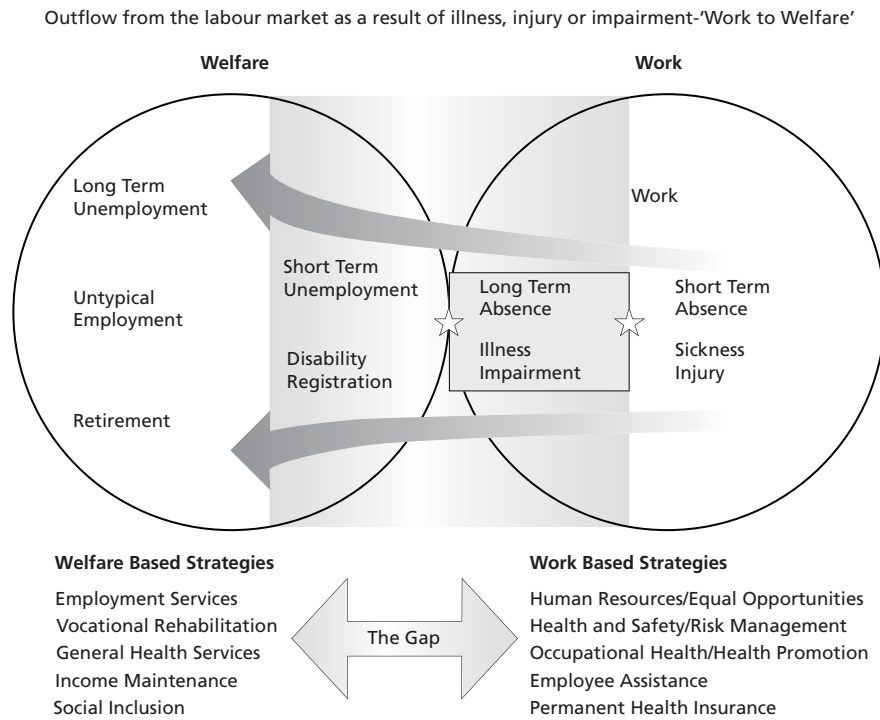 Outflow from the labour market as a result of illness, injury or impairment-‘Work to Welfare’
Welfare
Work
Long Term
Unemployment
Work
Short Term
Unemployment
Long Term
Absence
Short Term
Absence
Untypical
Employment
Disability
Registration
Illness
Impairment
Sickness
Injury
Retirement
Welfare Based Strategies
Employment Services
Vocational Rehabilitation
General Health Services
Income Maintenance
Social Inclusion
The Gap
Work Based Strategies
Human Resources/Equal Opportunities
Health and Safety/Risk Management
Occupational Health/Health Promotion
Employee Assistance
Permanent Health Insurance